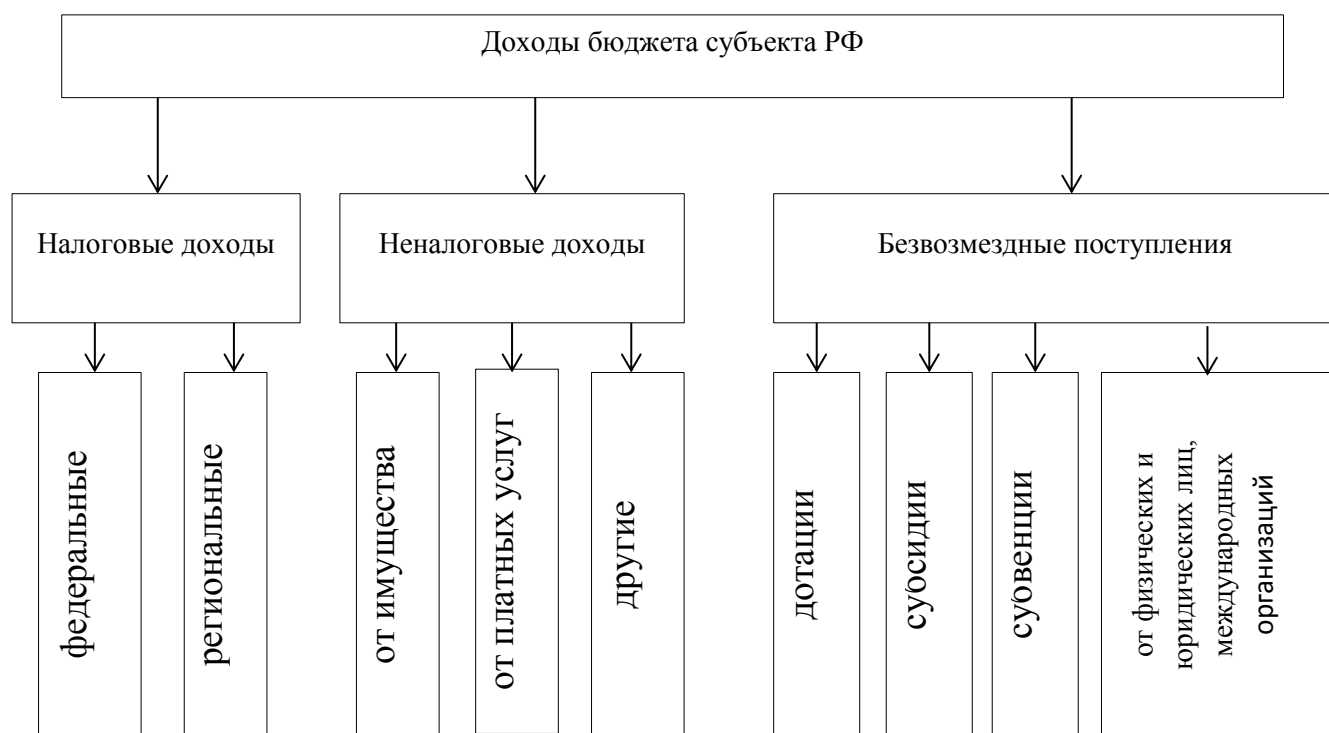 Доходы бюджета субъекта РФ
Налоговые доходы
Неналоговые доходы
Безвозмездные поступления
федеральные
региональные
от имущества
от платных услуг
другие
дотации
субсидии
субвенции
от физических и
юридических лиц,
международных
организаций